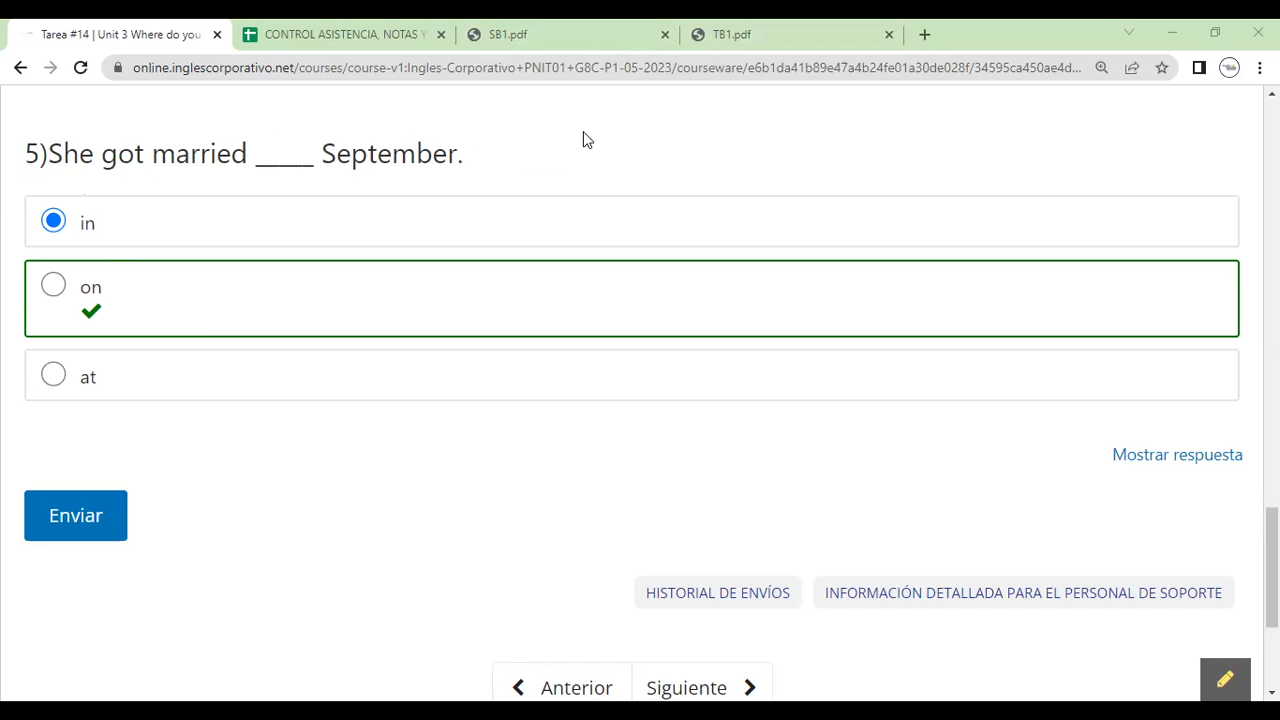 Tarea #14 | Unit 3 Where do you
CONTROL ASISTENCIA, NOTAS Y
SB1.pdf
TB1.pdf
online.inglescorporativo.net/courses/course-v1:Ingles-Corporativo+PNIT01+G8C-P1-05-2023/courseware/e6b1da41b89e47a4b24fe01a30de028f/34595ca450ae4d...
5)She got married _____ September.
in
on
at
Mostrar respuesta
Enviar
HISTORIAL DE ENVÍOS
INFORMACIÓN DETALLADA PARA EL PERSONAL DE SOPORTE
Anterior
Siguiente